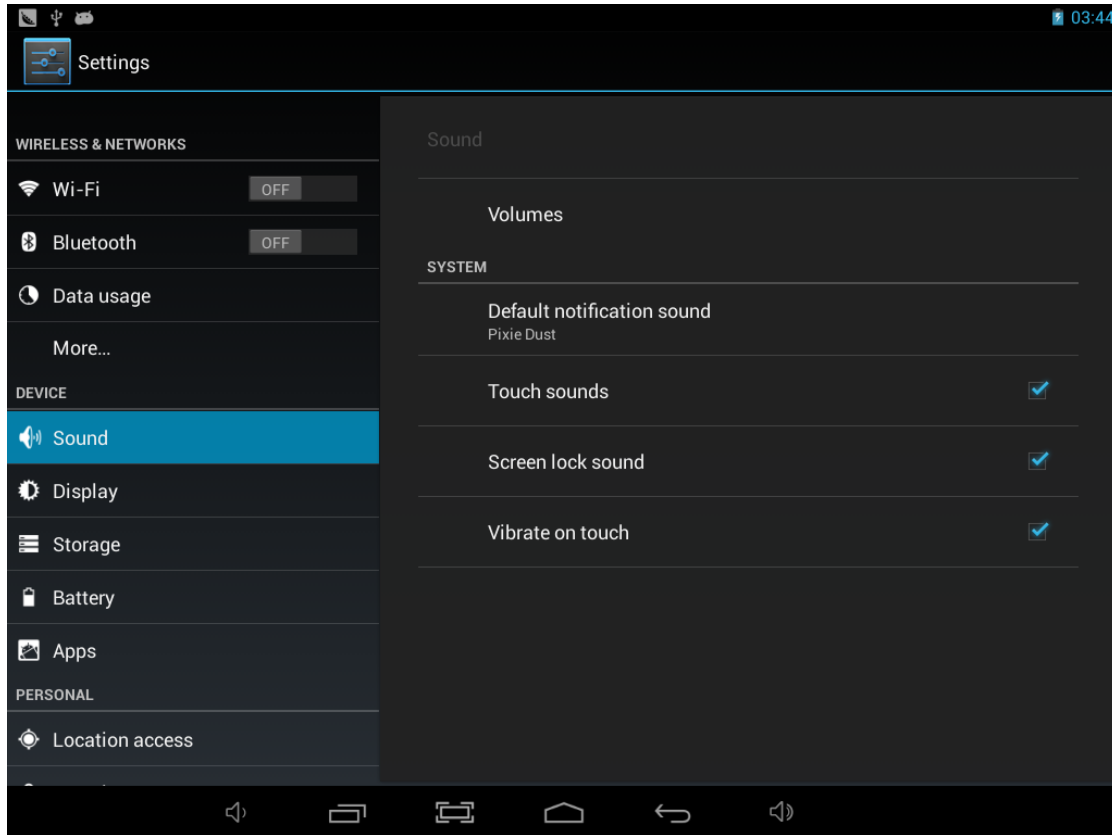 03:44
Settings
WIRELESS & NETWORKS
Wi-Fi OFF
Bluetooth OFF
Data usage
More...
DEVICE
Sound
Display
Storage
Battery
Apps
PERSONAL
Location access
Sound
Volumes
SYSTEM
Default notification sound
Pixie Dust
Touch sounds
Screen lock sound
Vibrate on touch